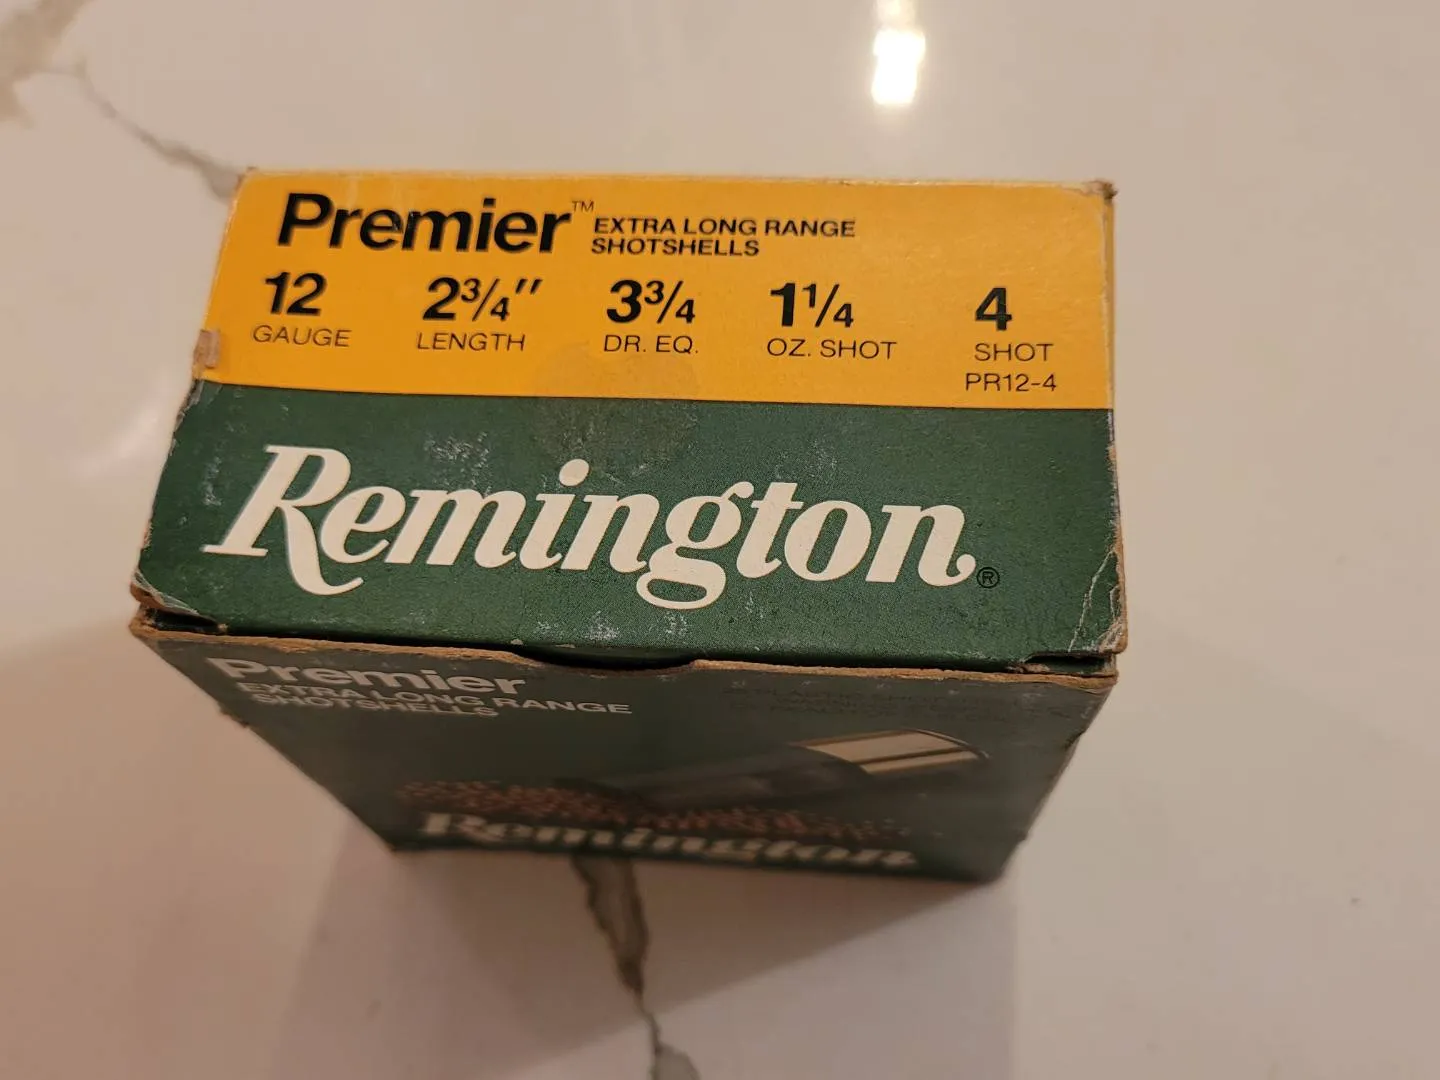 Premier™ EXTRA LONG RANGE
SHOTSHELLS
12 2¾" 3¾ 1¼ 4
GAUGE LENGTH DR. EQ. OZ. SHOT SHOT
PR12-4
Remington®
Premier
EXTRA LONG RANGE
SHOTSHELLS
Remington